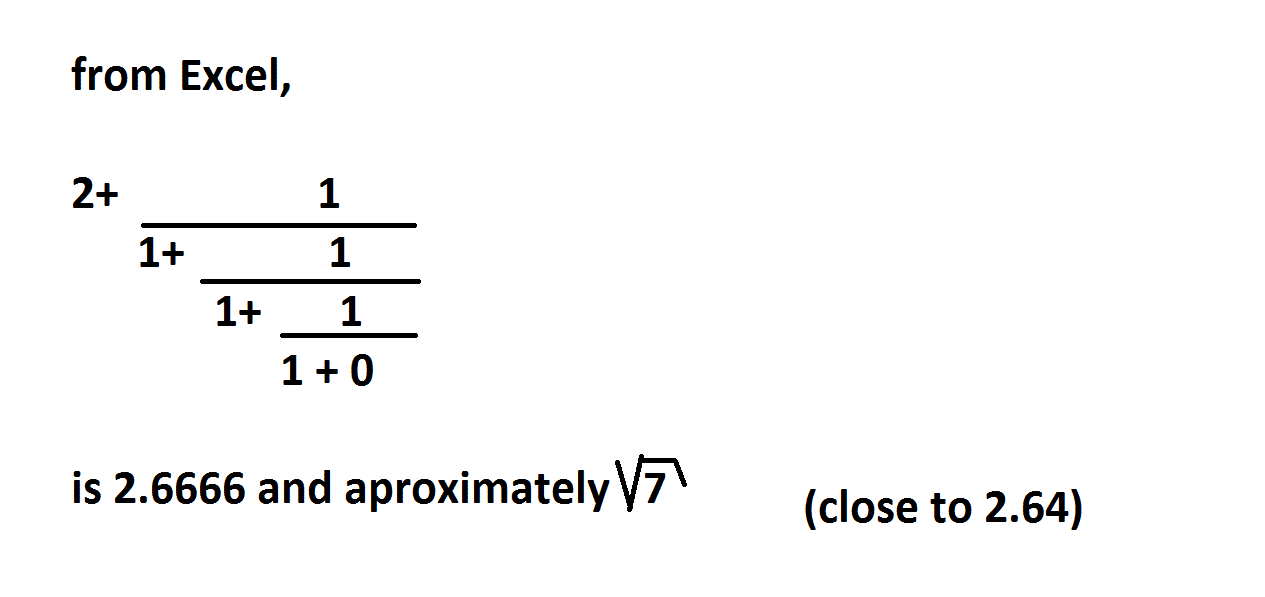 from Excel,
2+ 1
1+ 1
1+ 1
1 + 0
is 2.6666 and aproximately √7 (close to 2.64)